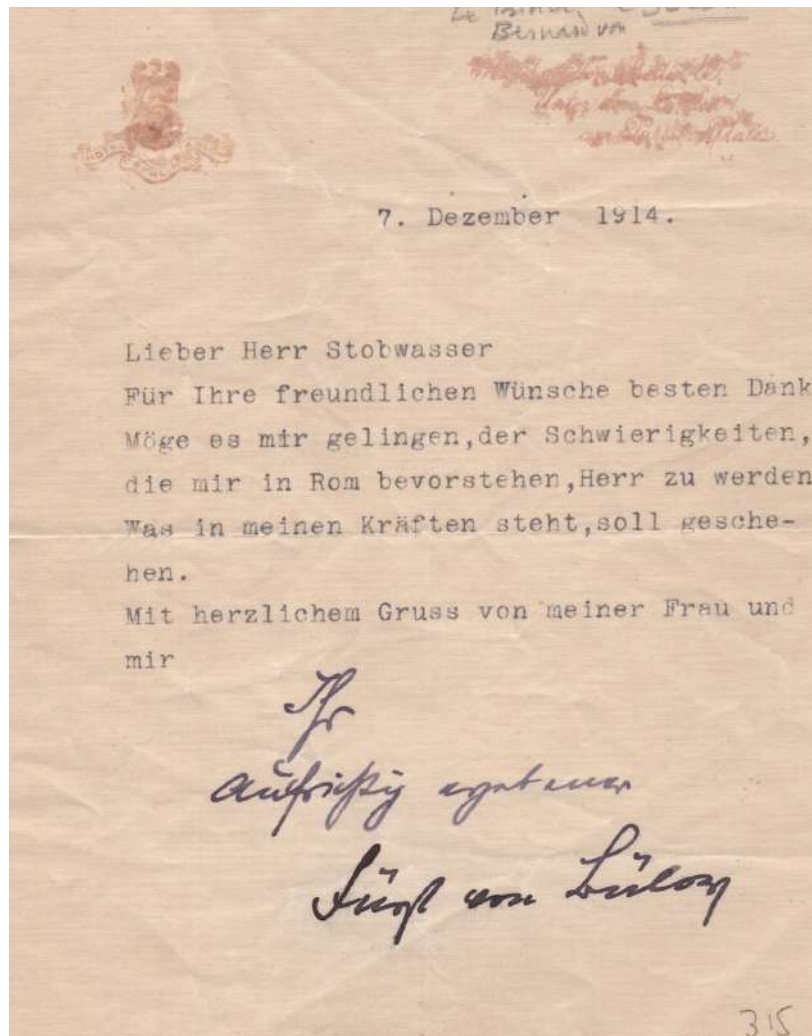 Bernard von
7. Dezember 1914.
Lieber Herr Stobwasser
Für Ihre freundlichen Wünsche besten Dank
Möge es mir gelingen,der Schwierigkeiten,
die mir in Rom bevorstehen,Herr zu werden
Was in meinen Kräften steht,soll gesche-
hen.
Mit herzlichem Gruss von meiner Frau und
mir
Ihr
aufrichtig ergebener
Fürst von Bülow
315